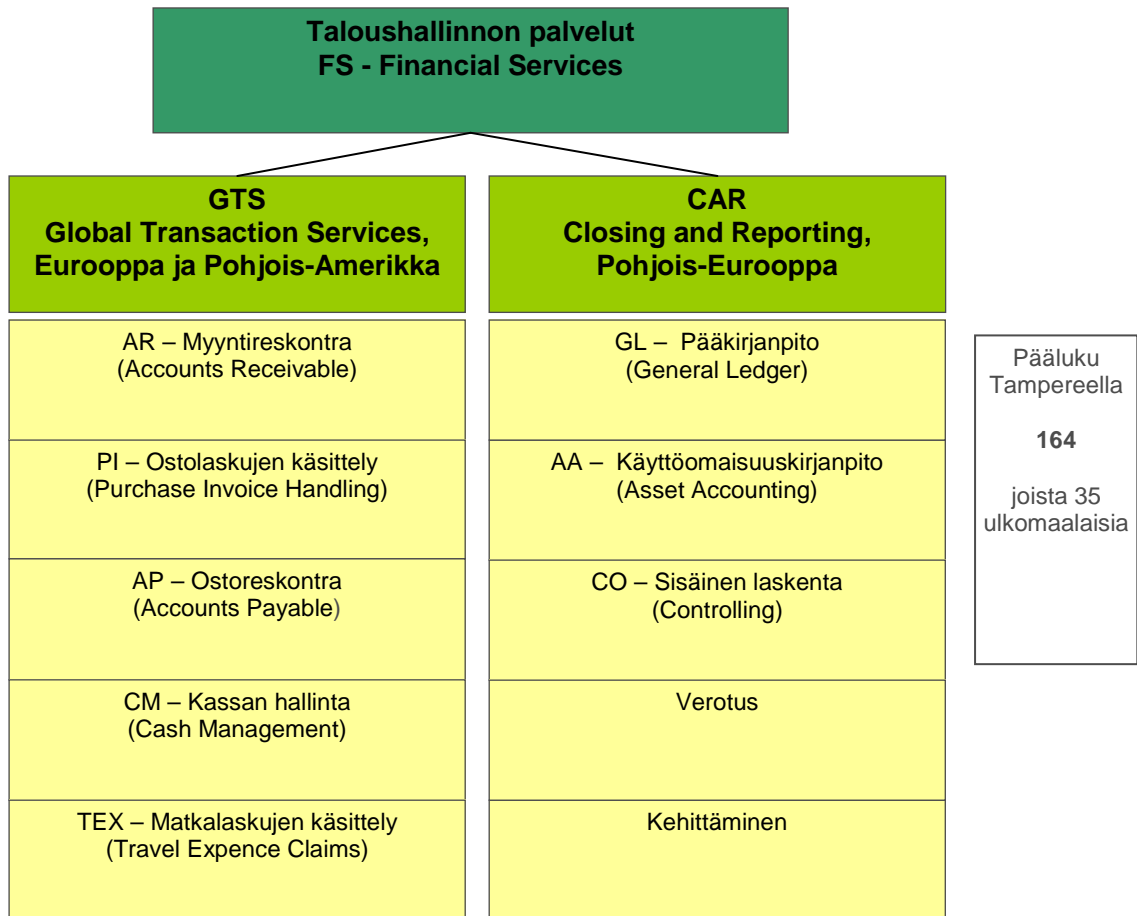 Taloushallinnon palvelut
FS - Financial Services
GTS
Global Transaction Services,
Eurooppa ja Pohjois-Amerikka
AR – Myyntireskontra
(Accounts Receivable)
PI – Ostolaskujen käsittely
(Purchase Invoice Handling)
AP – Ostoreskontra
(Accounts Payable)
CM – Kassan hallinta
(Cash Management)
TEX – Matkalaskujen käsittely
(Travel Expence Claims)
CAR
Closing and Reporting,
Pohjois-Eurooppa
GL – Pääkirjanpito
(General Ledger)
AA – Käyttöomaisuuskirjanpito
(Asset Accounting)
CO – Sisäinen laskenta
(Controlling)
Verotus
Kehittäminen
Pääluku
Tampereella
164
joista 35
ulkomaalaisia